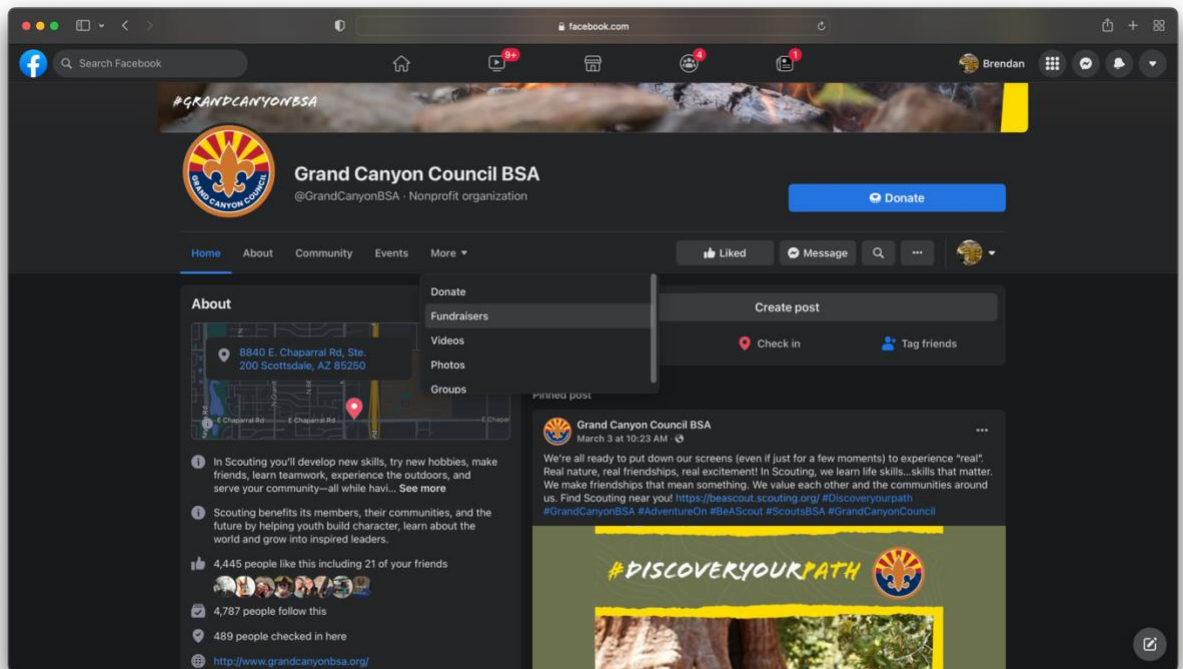 facebook.com
Search Facebook
9+
4
1
Brendan
#GRANDCANYONBSA
GRAND CANYON COUNCIL
Grand Canyon Council BSA
@GrandCanyonBSA · Nonprofit organization
Donate
Home
About
Community
Events
More
Liked
Message
Donate
Fundraisers
Videos
Photos
Groups
About
8840 E. Chaparral Rd, Ste.
200 Scottsdale, AZ 85250
E Chaparral Rd
E Chaparral Rd
E Chapar
In Scouting you'll develop new skills, try new hobbies, make
friends, learn teamwork, experience the outdoors, and
serve your community—all while havi... See more
Scouting benefits its members, their communities, and the
future by helping youth build character, learn about the
world and grow into inspired leaders.
4,445 people like this including 21 of your friends
4,787 people follow this
489 people checked in here
http://www.grandcanyonbsa.org/
Create post
Check in
Tag friends
Pinned post
Grand Canyon Council BSA
March 3 at 10:23 AM ·
We're all ready to put down our screens (even if just for a few moments) to experience "real".
Real nature, real friendships, real excitement! In Scouting, we learn life skills...skills that matter.
We make friendships that mean something. We value each other and the communities around
us. Find Scouting near you! https://beascout.scouting.org/ #Discoveryourpath
#GrandCanyonBSA #AdventureOn #BeAScout #ScoutsBSA #GrandCanyonCouncil
#DISCOVERYOURPATH